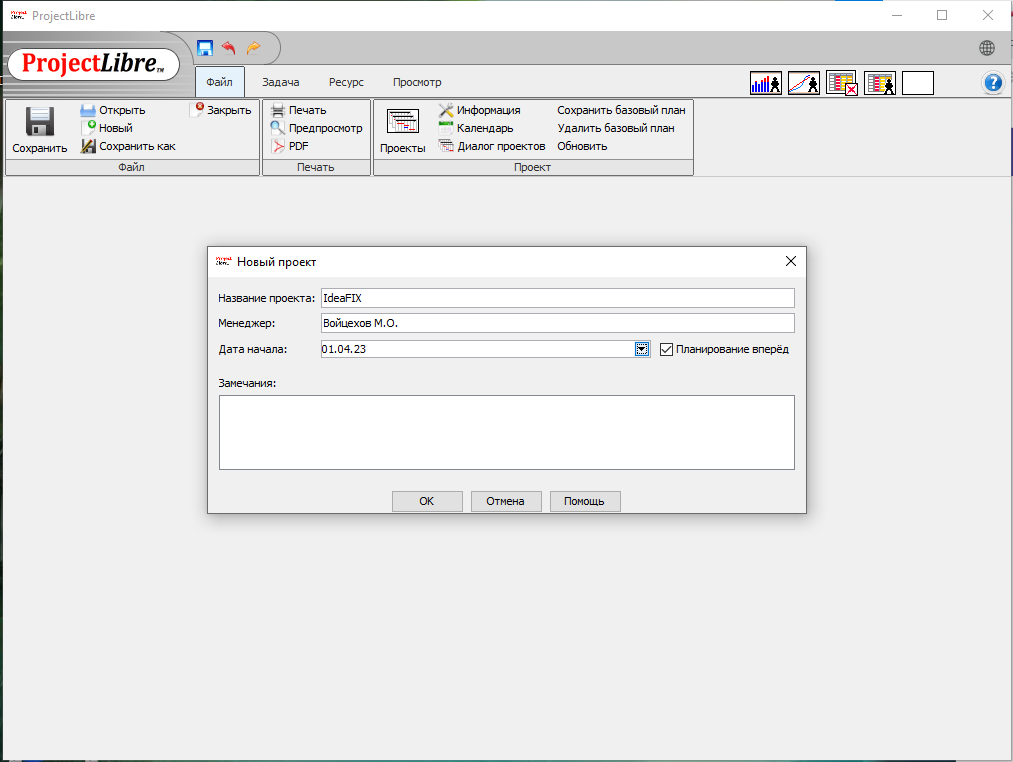 ProjectLibre
ProjectLibre™
Файл Задача Ресурс Просмотр
Сохранить
Открыть
Новый
Сохранить как
Закрыть
Файл
Печать
Предпросмотр
PDF
Печать
Проекты
Информация
Календарь
Диалог проектов
Сохранить базовый план
Удалить базовый план
Обновить
Проект
Новый проект
Название проекта: IdeaFIX
Менеджер: Войцехов М.О.
Дата начала: 01.04.23 Планирование вперёд
Замечания:
OK Отмена Помощь